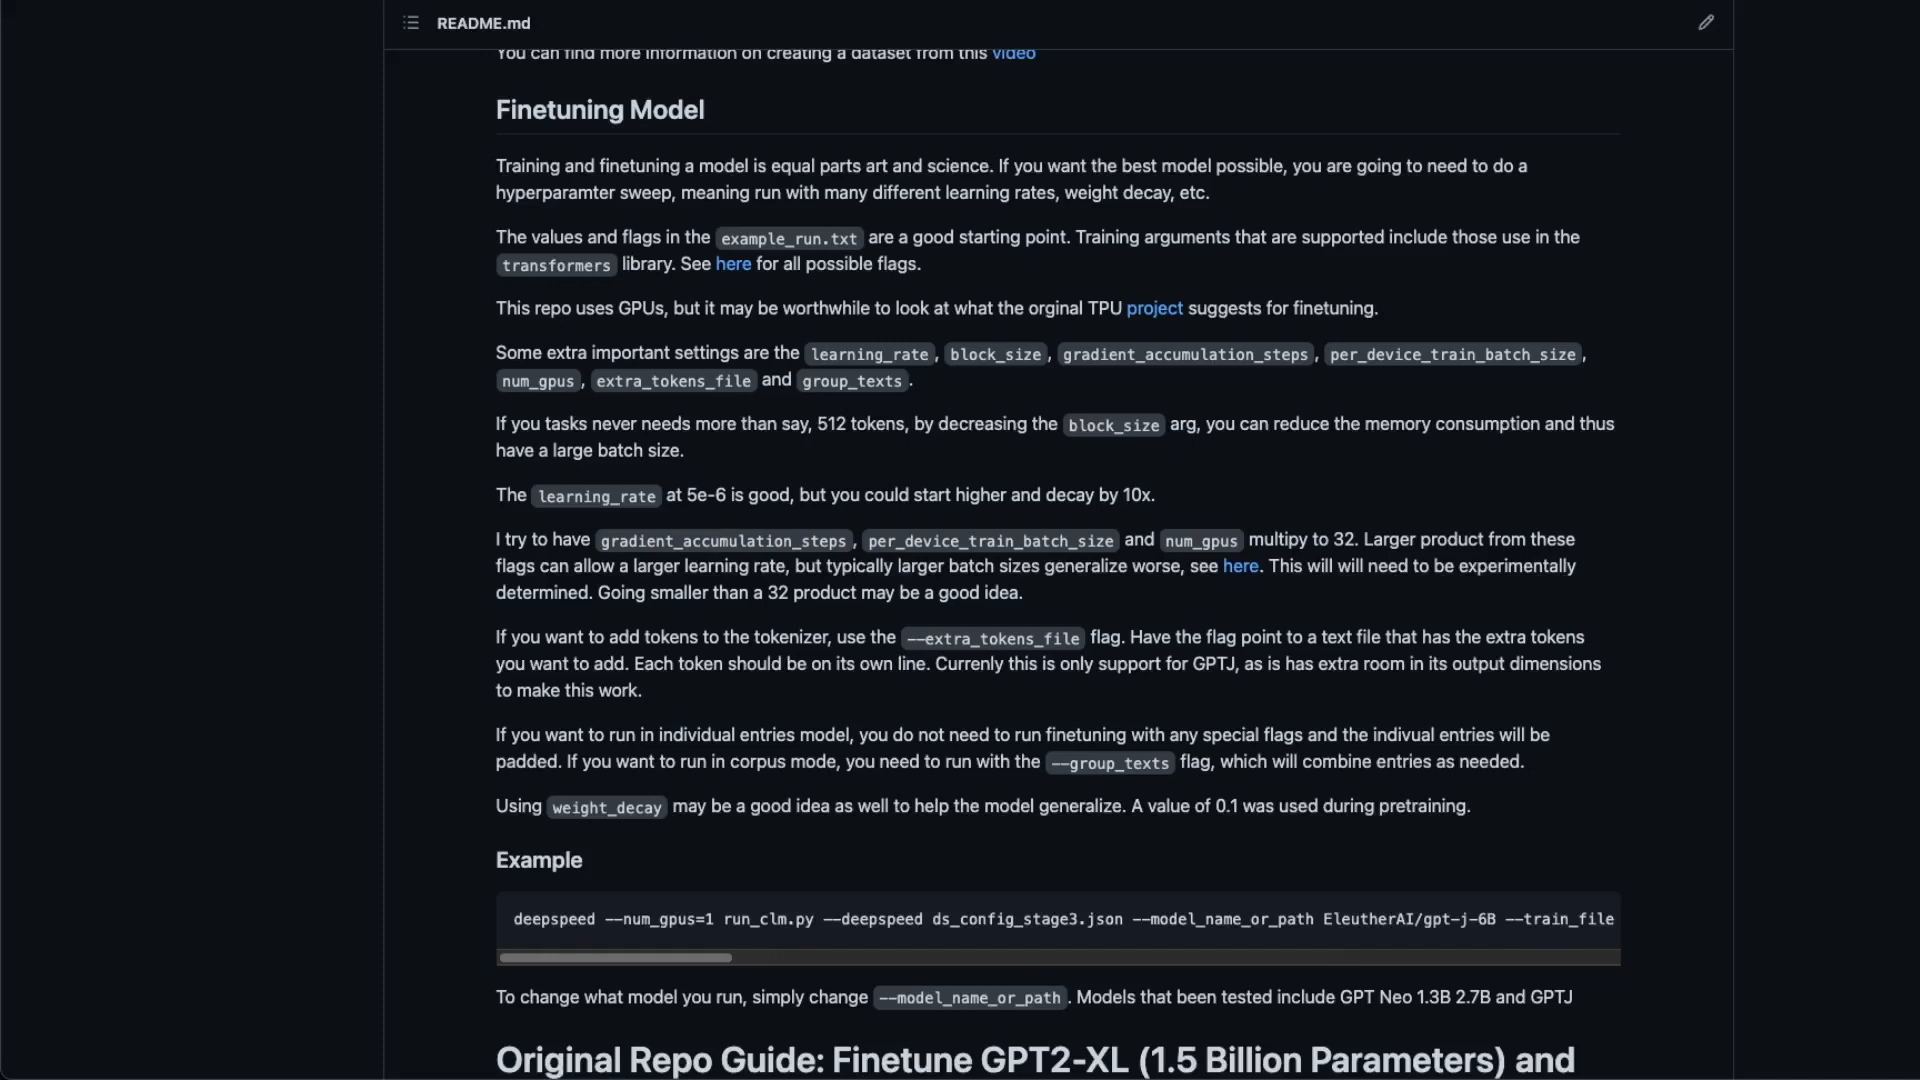 README.md
You can find more information on creating a dataset from this video
Finetuning Model
Training and finetuning a model is equal parts art and science. If you want the best model possible, you are going to need to do a
hyperparamter sweep, meaning run with many different learning rates, weight decay, etc.
The values and flags in the example_run.txt are a good starting point. Training arguments that are supported include those use in the
transformers library. See here for all possible flags.
This repo uses GPUs, but it may be worthwhile to look at what the orginal TPU project suggests for finetuning.
Some extra important settings are the learning_rate, block_size, gradient_accumulation_steps, per_device_train_batch_size,
num_gpus, extra_tokens_file and group_texts.
If you tasks never needs more than say, 512 tokens, by decreasing the block_size arg, you can reduce the memory consumption and thus
have a large batch size.
The learning_rate at 5e-6 is good, but you could start higher and decay by 10x.
I try to have gradient_accumulation_steps, per_device_train_batch_size and num_gpus multipy to 32. Larger product from these
flags can allow a larger learning rate, but typically larger batch sizes generalize worse, see here. This will will need to be experimentally
determined. Going smaller than a 32 product may be a good idea.
If you want to add tokens to the tokenizer, use the --extra_tokens_file flag. Have the flag point to a text file that has the extra tokens
you want to add. Each token should be on its own line. Currenly this is only support for GPTJ, as is has extra room in its output dimensions
to make this work.
If you want to run in individual entries model, you do not need to run finetuning with any special flags and the indivual entries will be
padded. If you want to run in corpus mode, you need to run with the --group_texts flag, which will combine entries as needed.
Using weight_decay may be a good idea as well to help the model generalize. A value of 0.1 was used during pretraining.
Example
deepspeed --num_gpus=1 run_clm.py --deepspeed ds_config_stage3.json --model_name_or_path EleutherAI/gpt-j-6B --train_file
To change what model you run, simply change --model_name_or_path. Models that been tested include GPT Neo 1.3B 2.7B and GPTJ
Original Repo Guide: Finetune GPT2-XL (1.5 Billion Parameters) and